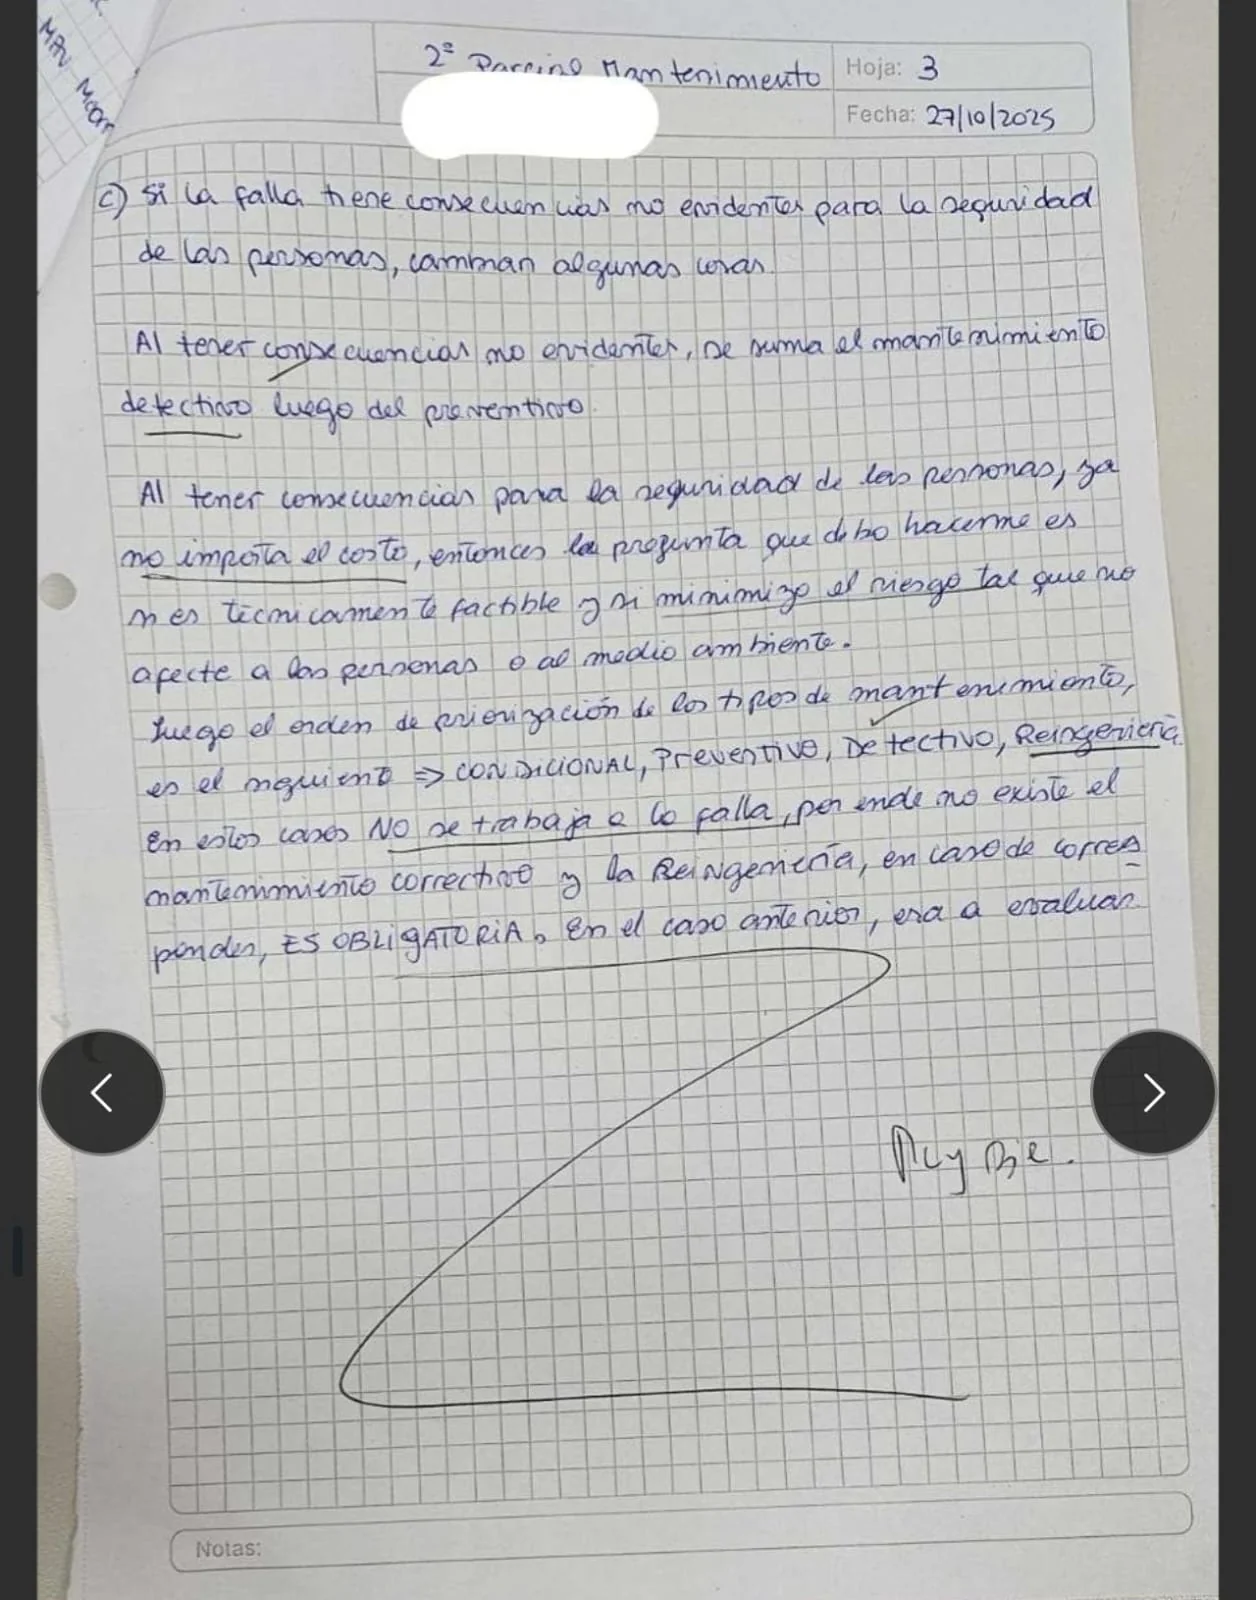 MAN
Moor
2º Parcial Mantenimiento
Hoja: 3
Fecha: 27/10/2025
c) Si la falla tiene consecuencias no evidentes para la seguridad
de las personas, cambian algunas cosas.
Al tener consecuencias no evidentes, se suma el mantenimiento
detectivo luego del preventivo.
Al tener consecuencias para la seguridad de las personas, ya
no importa el costo, entonces la pregunta que debo hacerme es
si es técnicamente factible y si minimizo el riesgo tal que no
afecte a las personas o al medio ambiente.
Luego el orden de priorización de los tipos de mantenimiento,
es el siguiente ⇒ CONDICIONAL, Preventivo, Detectivo, Reingeniería
En estos casos NO se trabaja a la falla, por ende no existe el
mantenimiento correctivo y la Reingeniería, en caso de corres
ponder, ES OBLIGATORIA. En el caso anterior, era a evaluar.
Muy Bie.
Notas: